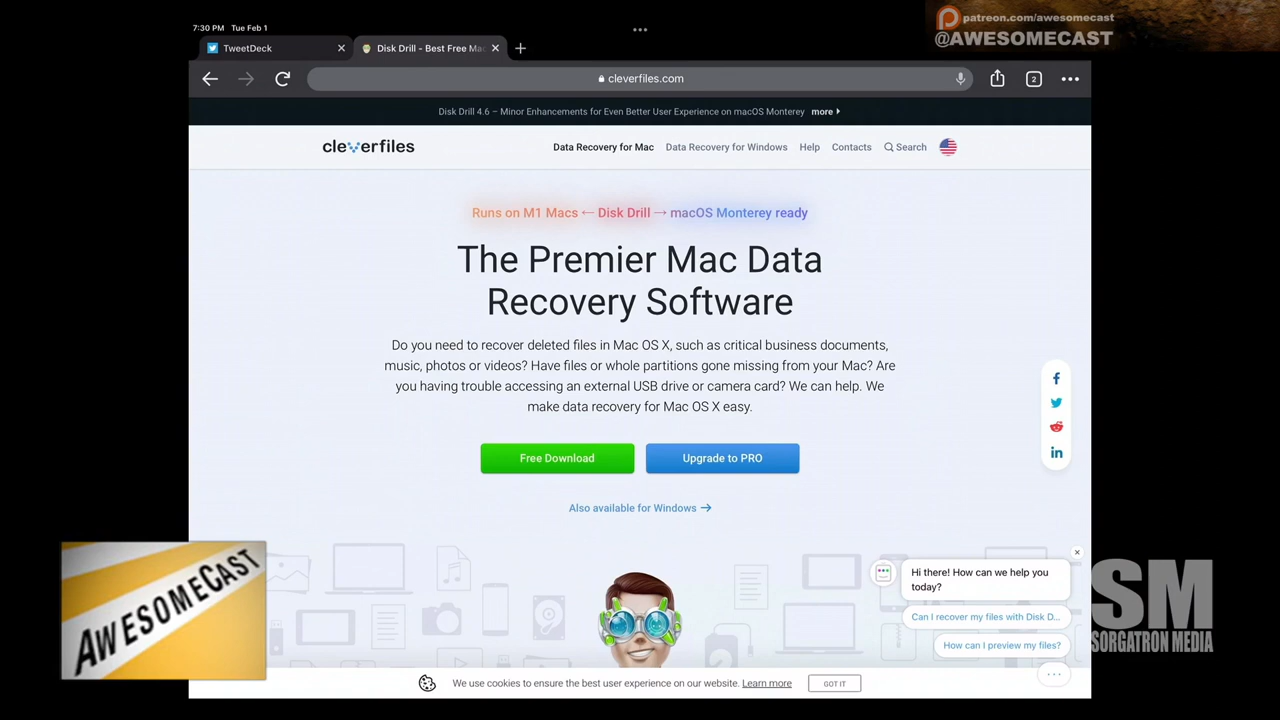 7:30 PM Tue Feb 1
patreon.com/awesomecast
@AWESOMECAST
TweetDeck
Disk Drill - Best Free Mac
cleverfiles.com
2
Disk Drill 4.6 – Minor Enhancements for Even Better User Experience on macOS Monterey more
cleverfiles
Data Recovery for Mac Data Recovery for Windows Help Contacts Search
Runs on M1 Macs ← Disk Drill → macOS Monterey ready
The Premier Mac Data
Recovery Software
Do you need to recover deleted files in Mac OS X, such as critical business documents,
music, photos or videos? Have files or whole partitions gone missing from your Mac? Are
you having trouble accessing an external USB drive or camera card? We can help. We
make data recovery for Mac OS X easy.
Free Download Upgrade to PRO
Also available for Windows →
Hi there! How can we help you
today?
Can I recover my files with Disk D...
How can I preview my files?
We use cookies to ensure the best user experience on our website. Learn more GOT IT
AWESOMECAST
SM
SORGATRON MEDIA